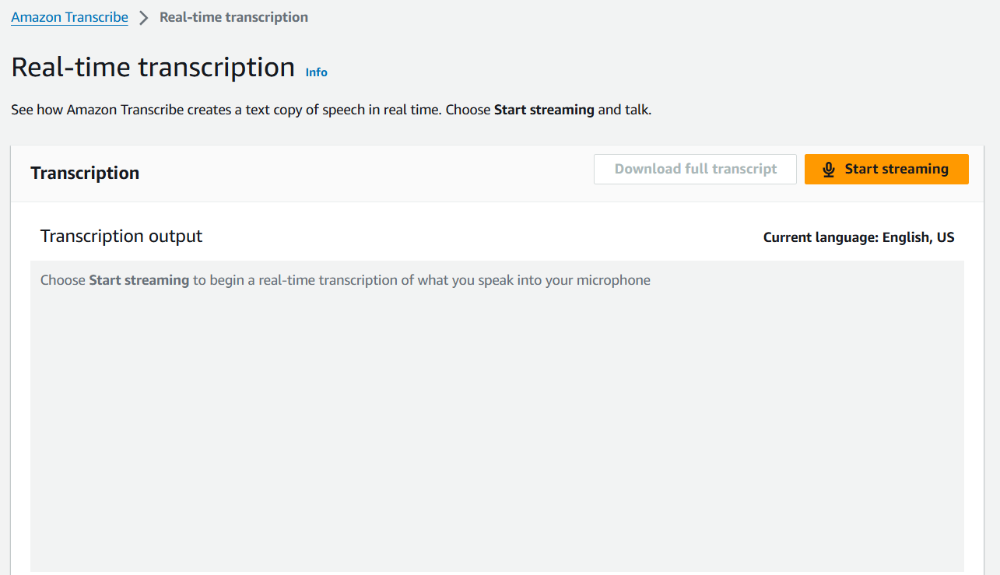 Amazon Transcribe > Real-time transcription
Real-time transcription Info
See how Amazon Transcribe creates a text copy of speech in real time. Choose Start streaming and talk.
Transcription
Download full transcript
Start streaming
Transcription output
Current language: English, US
Choose Start streaming to begin a real-time transcription of what you speak into your microphone